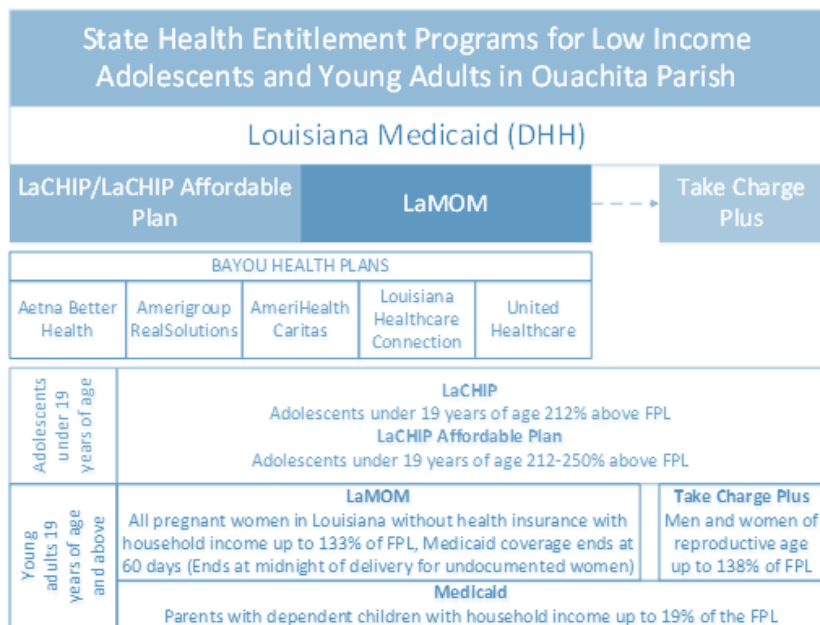 State Health Entitlement Programs for Low Income
Adolescents and Young Adults in Ouachita Parish
Louisiana Medicaid (DHH)
LaCHIP/LaCHIP Affordable
Plan
LaMOM
Take Charge
Plus
BAYOU HEALTH PLANS
Aetna Better
Health
Amerigroup
RealSolutions
AmeriHealth
Caritas
Louisiana
Healthcare
Connection
United
Healthcare
Adolescents
under 19
years of age
LaCHIP
Adolescents under 19 years of age 212% above FPL
LaCHIP Affordable Plan
Adolescents under 19 years of age 212-250% above FPL
Young
adults 19
years of age
and above
LaMOM
All pregnant women in Louisiana without health insurance with
household income up to 133% of FPL, Medicaid coverage ends at
60 days (Ends at midnight of delivery for undocumented women)
Take Charge Plus
Men and women of
reproductive age
up to 138% of FPL
Medicaid
Parents with dependent children with household income up to 19% of the FPL